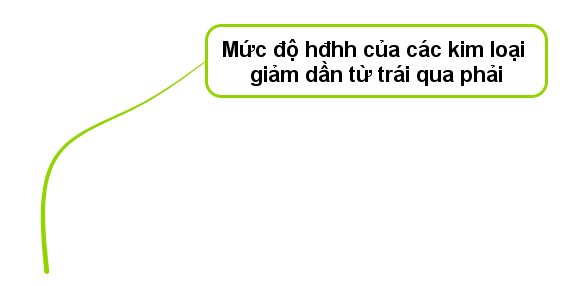 Mức độ hđhh của các kim loại
giảm dần từ trái qua phải